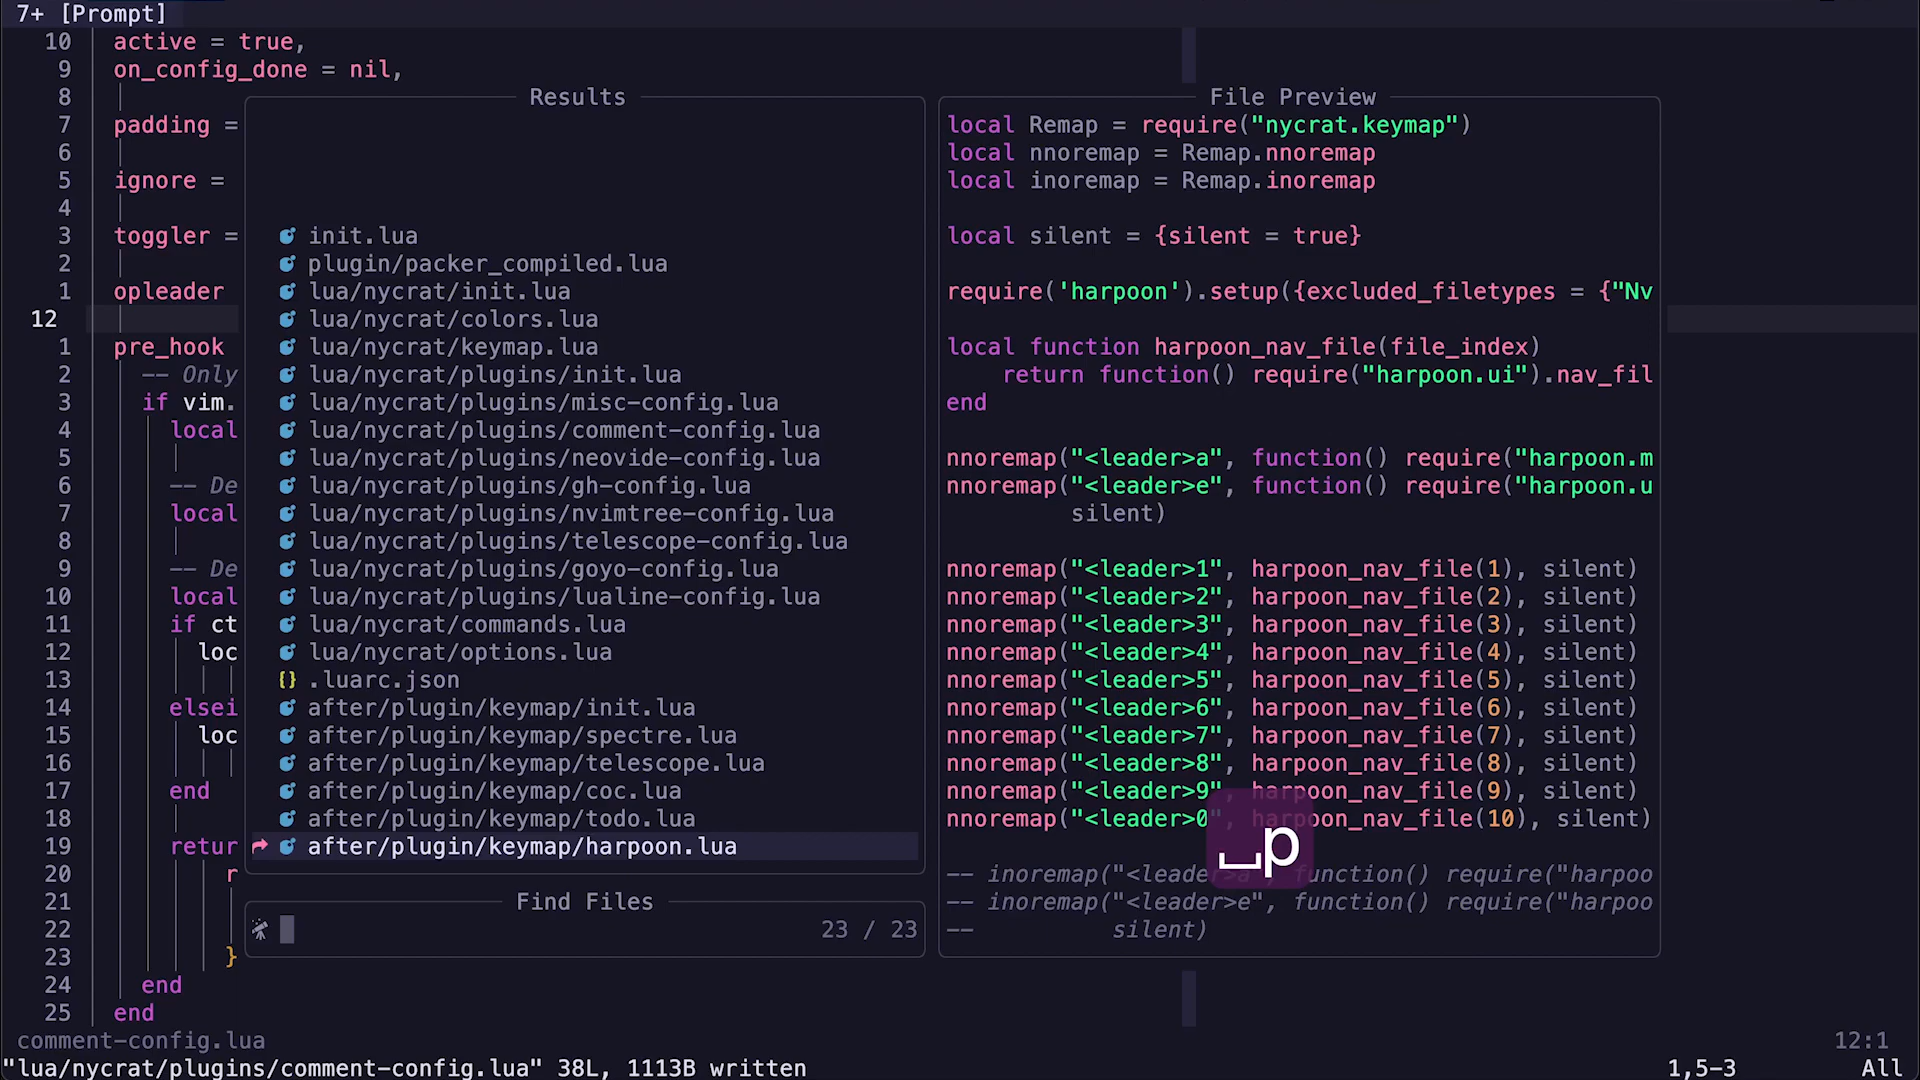 7+ [Prompt]
10 active = true,
9 on_config_done = nil,
8
7 padding =
6
5 ignore =
4
3 toggler =
2
1 opleader
12
1 pre_hook
2 -- Only
3 if vim.
4 local
5
6 -- De
7 local
8
9 -- De
10 local
11 if ct
12 loc
13
14 elsei
15 loc
16
17 end
18
19 retur
20 r
21
22
23 }
24 end
25 end
Results
init.lua
plugin/packer_compiled.lua
lua/nycrat/init.lua
lua/nycrat/colors.lua
lua/nycrat/keymap.lua
lua/nycrat/plugins/init.lua
lua/nycrat/plugins/misc-config.lua
lua/nycrat/plugins/comment-config.lua
lua/nycrat/plugins/neovide-config.lua
lua/nycrat/plugins/gh-config.lua
lua/nycrat/plugins/nvimtree-config.lua
lua/nycrat/plugins/telescope-config.lua
lua/nycrat/plugins/goyo-config.lua
lua/nycrat/plugins/lualine-config.lua
lua/nycrat/commands.lua
lua/nycrat/options.lua
{} .luarc.json
after/plugin/keymap/init.lua
after/plugin/keymap/spectre.lua
after/plugin/keymap/telescope.lua
after/plugin/keymap/coc.lua
after/plugin/keymap/todo.lua
after/plugin/keymap/harpoon.lua
Find Files
23 / 23
File Preview
local Remap = require("nycrat.keymap")
local nnoremap = Remap.nnoremap
local inoremap = Remap.inoremap
local silent = {silent = true}
require('harpoon').setup({excluded_filetypes = {"Nv
local function harpoon_nav_file(file_index)
return function() require("harpoon.ui").nav_fil
end
nnoremap("<leader>a", function() require("harpoon.m
nnoremap("<leader>e", function() require("harpoon.u
silent)
nnoremap("<leader>1", harpoon_nav_file(1), silent)
nnoremap("<leader>2", harpoon_nav_file(2), silent)
nnoremap("<leader>3", harpoon_nav_file(3), silent)
nnoremap("<leader>4", harpoon_nav_file(4), silent)
nnoremap("<leader>5", harpoon_nav_file(5), silent)
nnoremap("<leader>6", harpoon_nav_file(6), silent)
nnoremap("<leader>7", harpoon_nav_file(7), silent)
nnoremap("<leader>8", harpoon_nav_file(8), silent)
nnoremap("<leader>9", harpoon_nav_file(9), silent)
nnoremap("<leader>0", harpoon_nav_file(10), silent)
␣p
-- inoremap("<leader>a", function() require("harpoo
-- inoremap("<leader>e", function() require("harpoo
-- silent)
comment-config.lua 12:1
"lua/nycrat/plugins/comment-config.lua" 38L, 1113B written 1,5-3 All